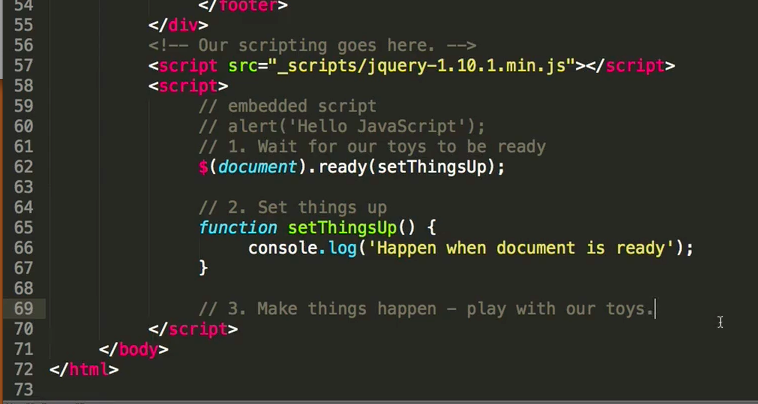 54 </footer>
55 </div>
56 <!-- Our scripting goes here. -->
57 <script src="_scripts/jquery-1.10.1.min.js"></script>
58 <script>
59 // embedded script
60 // alert('Hello JavaScript');
61 // 1. Wait for our toys to be ready
62 $(document).ready(setThingsUp);
63
64 // 2. Set things up
65 function setThingsUp() {
66 console.log('Happen when document is ready');
67 }
68
69 // 3. Make things happen - play with our toys.
70 </script>
71 </body>
72 </html>
73